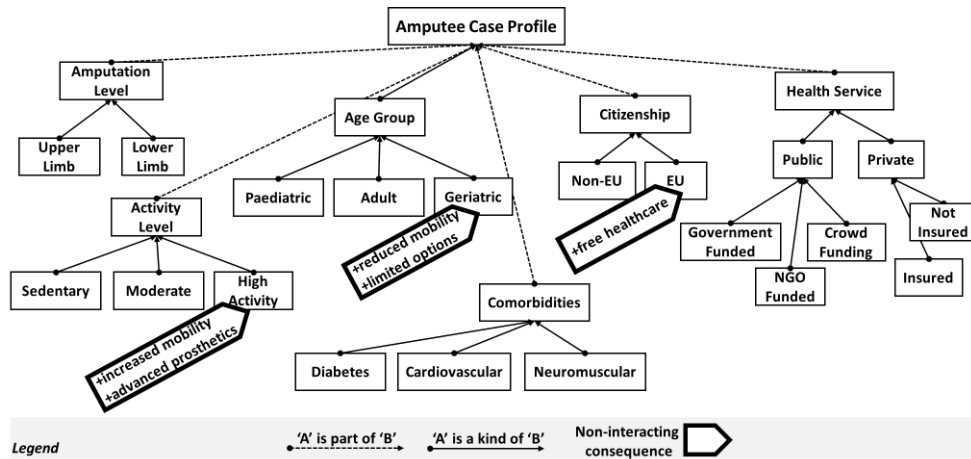 Amputee Case Profile
Amputation
Level
Upper
Limb
Lower
Limb
Age Group
Paediatric
Adult
Geriatric
+reduced mobility
+limited options
Citizenship
Non-EU
EU
+free healthcare
Health Service
Public
Private
Government
Funded
NGO
Funded
Crowd
Funding
Not
Insured
Insured
Activity
Level
Sedentary
Moderate
High
Activity
+increased mobility
+advanced prosthetics
Comorbidities
Diabetes
Cardiovascular
Neuromuscular
Legend
'A' is part of 'B'
'A' is a kind of 'B'
Non-interacting
consequence